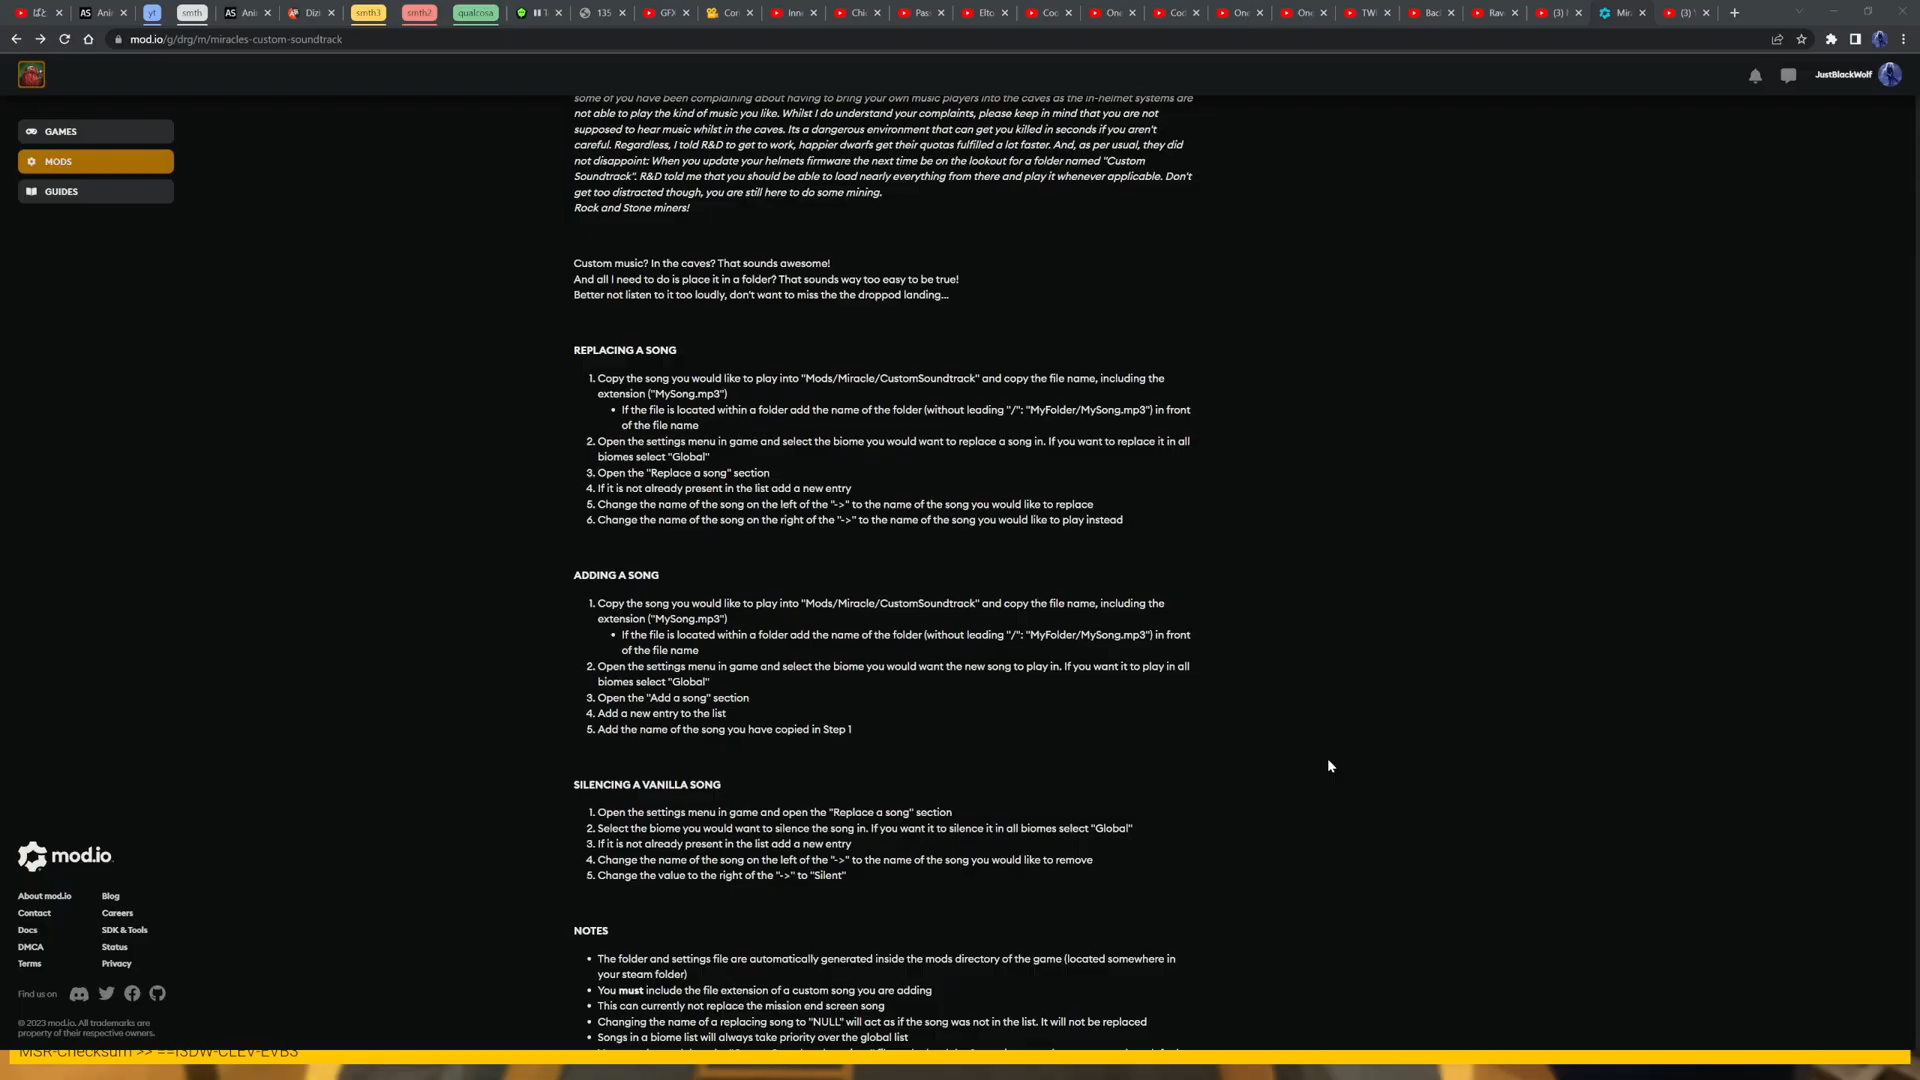 ぱと
Ani
yt
smth
Ani
Dizi
smth3
smth2
qualcosa
135
GFX
Con
Inn
Chi
Pas
Elto
Coo
One
Cod
One
One
TWI
Back
Rav
(3)
Mir
(3)
mod.io/g/drg/m/miracles-custom-soundtrack
JustBlackWolf
GAMES
MODS
GUIDES
some of you have been complaining about having to bring your own music players into the caves as the in-helmet systems are
not able to play the kind of music you like. Whilst I do understand your complaints, please keep in mind that you are not
supposed to hear music whilst in the caves. Its a dangerous environment that can get you killed in seconds if you aren't
careful. Regardless, I told R&D to get to work, happier dwarfs get their quotas fulfilled a lot faster. And, as per usual, they did
not disappoint: When you update your helmets firmware the next time be on the lookout for a folder named "Custom
Soundtrack". R&D told me that you should be able to load nearly everything from there and play it whenever applicable. Don't
get too distracted though, you are still here to do some mining.
Rock and Stone miners!
Custom music? In the caves? That sounds awesome!
And all I need to do is place it in a folder? That sounds way too easy to be true!
Better not listen to it too loudly, don't want to miss the the droppod landing...
REPLACING A SONG
1. Copy the song you would like to play into "Mods/Miracle/CustomSoundtrack" and copy the file name, including the
extension ("MySong.mp3")
• If the file is located within a folder add the name of the folder (without leading "/": "MyFolder/MySong.mp3") in front
of the file name
2. Open the settings menu in game and select the biome you would want to replace a song in. If you want to replace it in all
biomes select "Global"
3. Open the "Replace a song" section
4. If it is not already present in the list add a new entry
5. Change the name of the song on the left of the "->" to the name of the song you would like to replace
6. Change the name of the song on the right of the "->" to the name of the song you would like to play instead
ADDING A SONG
1. Copy the song you would like to play into "Mods/Miracle/CustomSoundtrack" and copy the file name, including the
extension ("MySong.mp3")
• If the file is located within a folder add the name of the folder (without leading "/": "MyFolder/MySong.mp3") in front
of the file name
2. Open the settings menu in game and select the biome you would want the new song to play in. If you want it to play in all
biomes select "Global"
3. Open the "Add a song" section
4. Add a new entry to the list
5. Add the name of the song you have copied in Step 1
SILENCING A VANILLA SONG
1. Open the settings menu in game and open the "Replace a song" section
2. Select the biome you would want to silence the song in. If you want it to silence it in all biomes select "Global"
3. If it is not already present in the list add a new entry
4. Change the name of the song on the left of the "->" to the name of the song you would like to remove
5. Change the value to the right of the "->" to "Silent"
NOTES
• The folder and settings file are automatically generated inside the mods directory of the game (located somewhere in
your steam folder)
• You must include the file extension of a custom song you are adding
• This can currently not replace the mission end screen song
• Changing the name of a replacing song to "NULL" will act as if the song was not in the list. It will not be replaced
• Songs in a biome list will always take priority over the global list
mod.io
About mod.io
Blog
Contact
Careers
Docs
SDK & Tools
DMCA
Status
Terms
Privacy
Find us on
© 2023 mod.io. All trademarks are
property of their respective owners.
MSR-Checksum >> ==I3DW-CLEV-EVB3